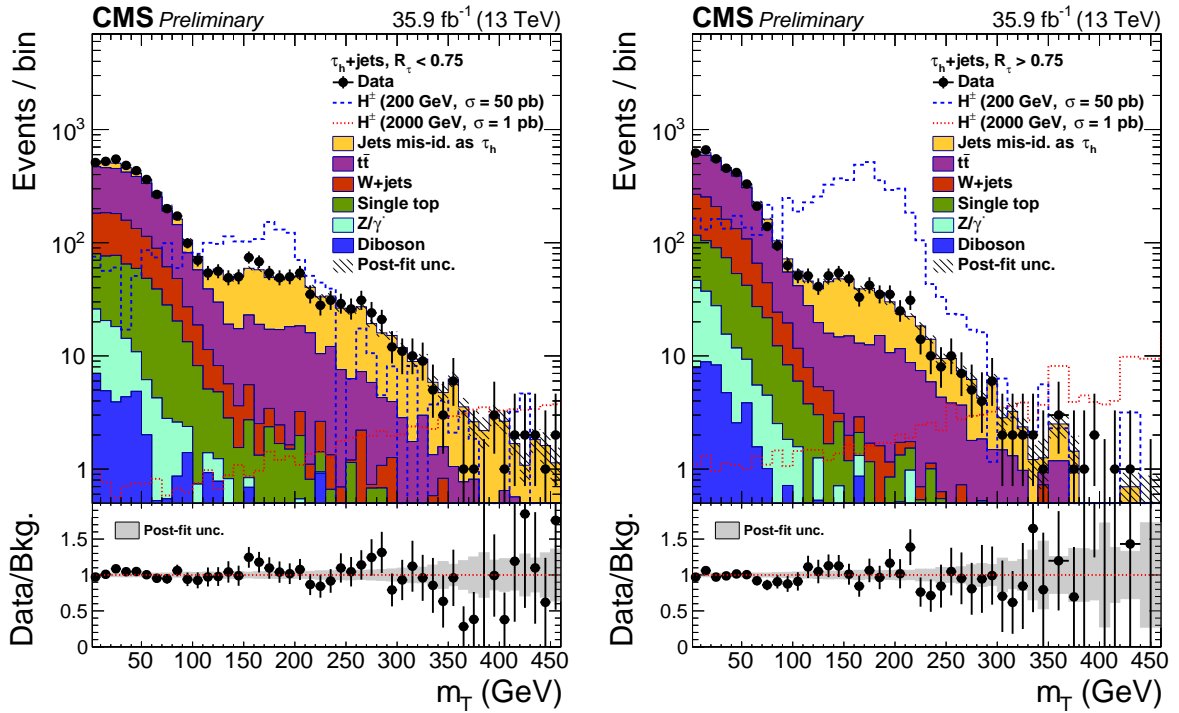 CMS Preliminary 35.9 fb⁻¹ (13 TeV)
Events / bin
τₕ+jets, R_τ < 0.75
Data
H± (200 GeV, σ = 50 pb)
H± (2000 GeV, σ = 1 pb)
Jets mis-id. as τₕ
tt̄
W+jets
Single top
Z/γ*
Diboson
Post-fit unc.
10³
10²
10
1
Post-fit unc.
Data/Bkg.
1.5
1
0.5
0
50 100 150 200 250 300 350 400 450
m_T (GeV)
CMS Preliminary 35.9 fb⁻¹ (13 TeV)
Events / bin
τₕ+jets, R_τ > 0.75
Data
H± (200 GeV, σ = 50 pb)
H± (2000 GeV, σ = 1 pb)
Jets mis-id. as τₕ
tt̄
W+jets
Single top
Z/γ*
Diboson
Post-fit unc.
10³
10²
10
1
Post-fit unc.
Data/Bkg.
1.5
1
0.5
0
50 100 150 200 250 300 350 400 450
m_T (GeV)